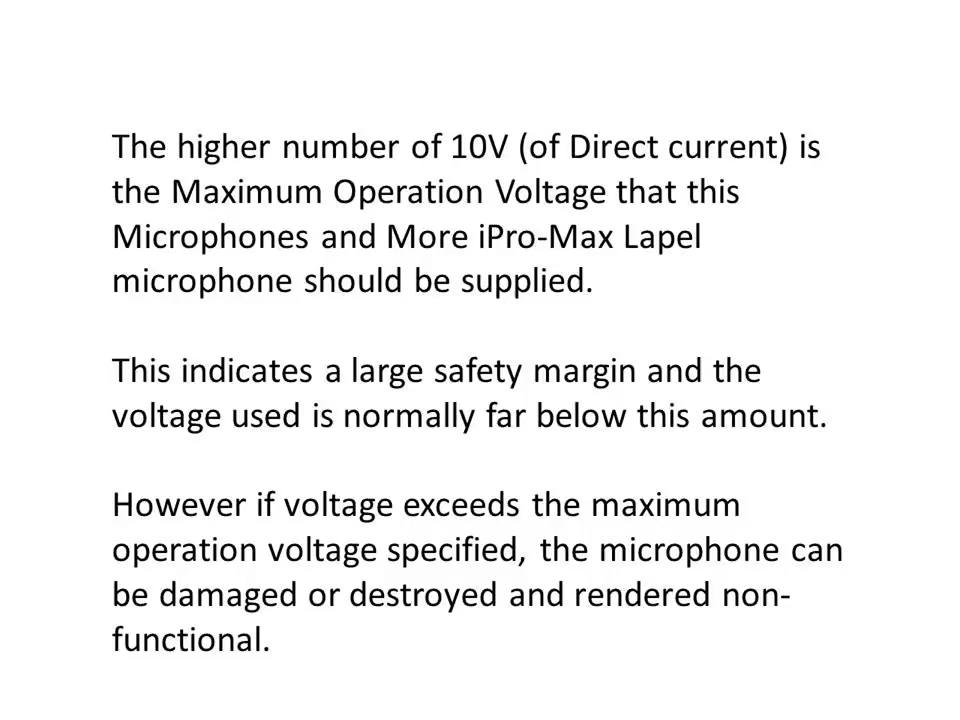 The higher number of 10V (of Direct current) is
the Maximum Operation Voltage that this
Microphones and More iPro-Max Lapel
microphone should be supplied.
This indicates a large safety margin and the
voltage used is normally far below this amount.
However if voltage exceeds the maximum
operation voltage specified, the microphone can
be damaged or destroyed and rendered non-
functional.